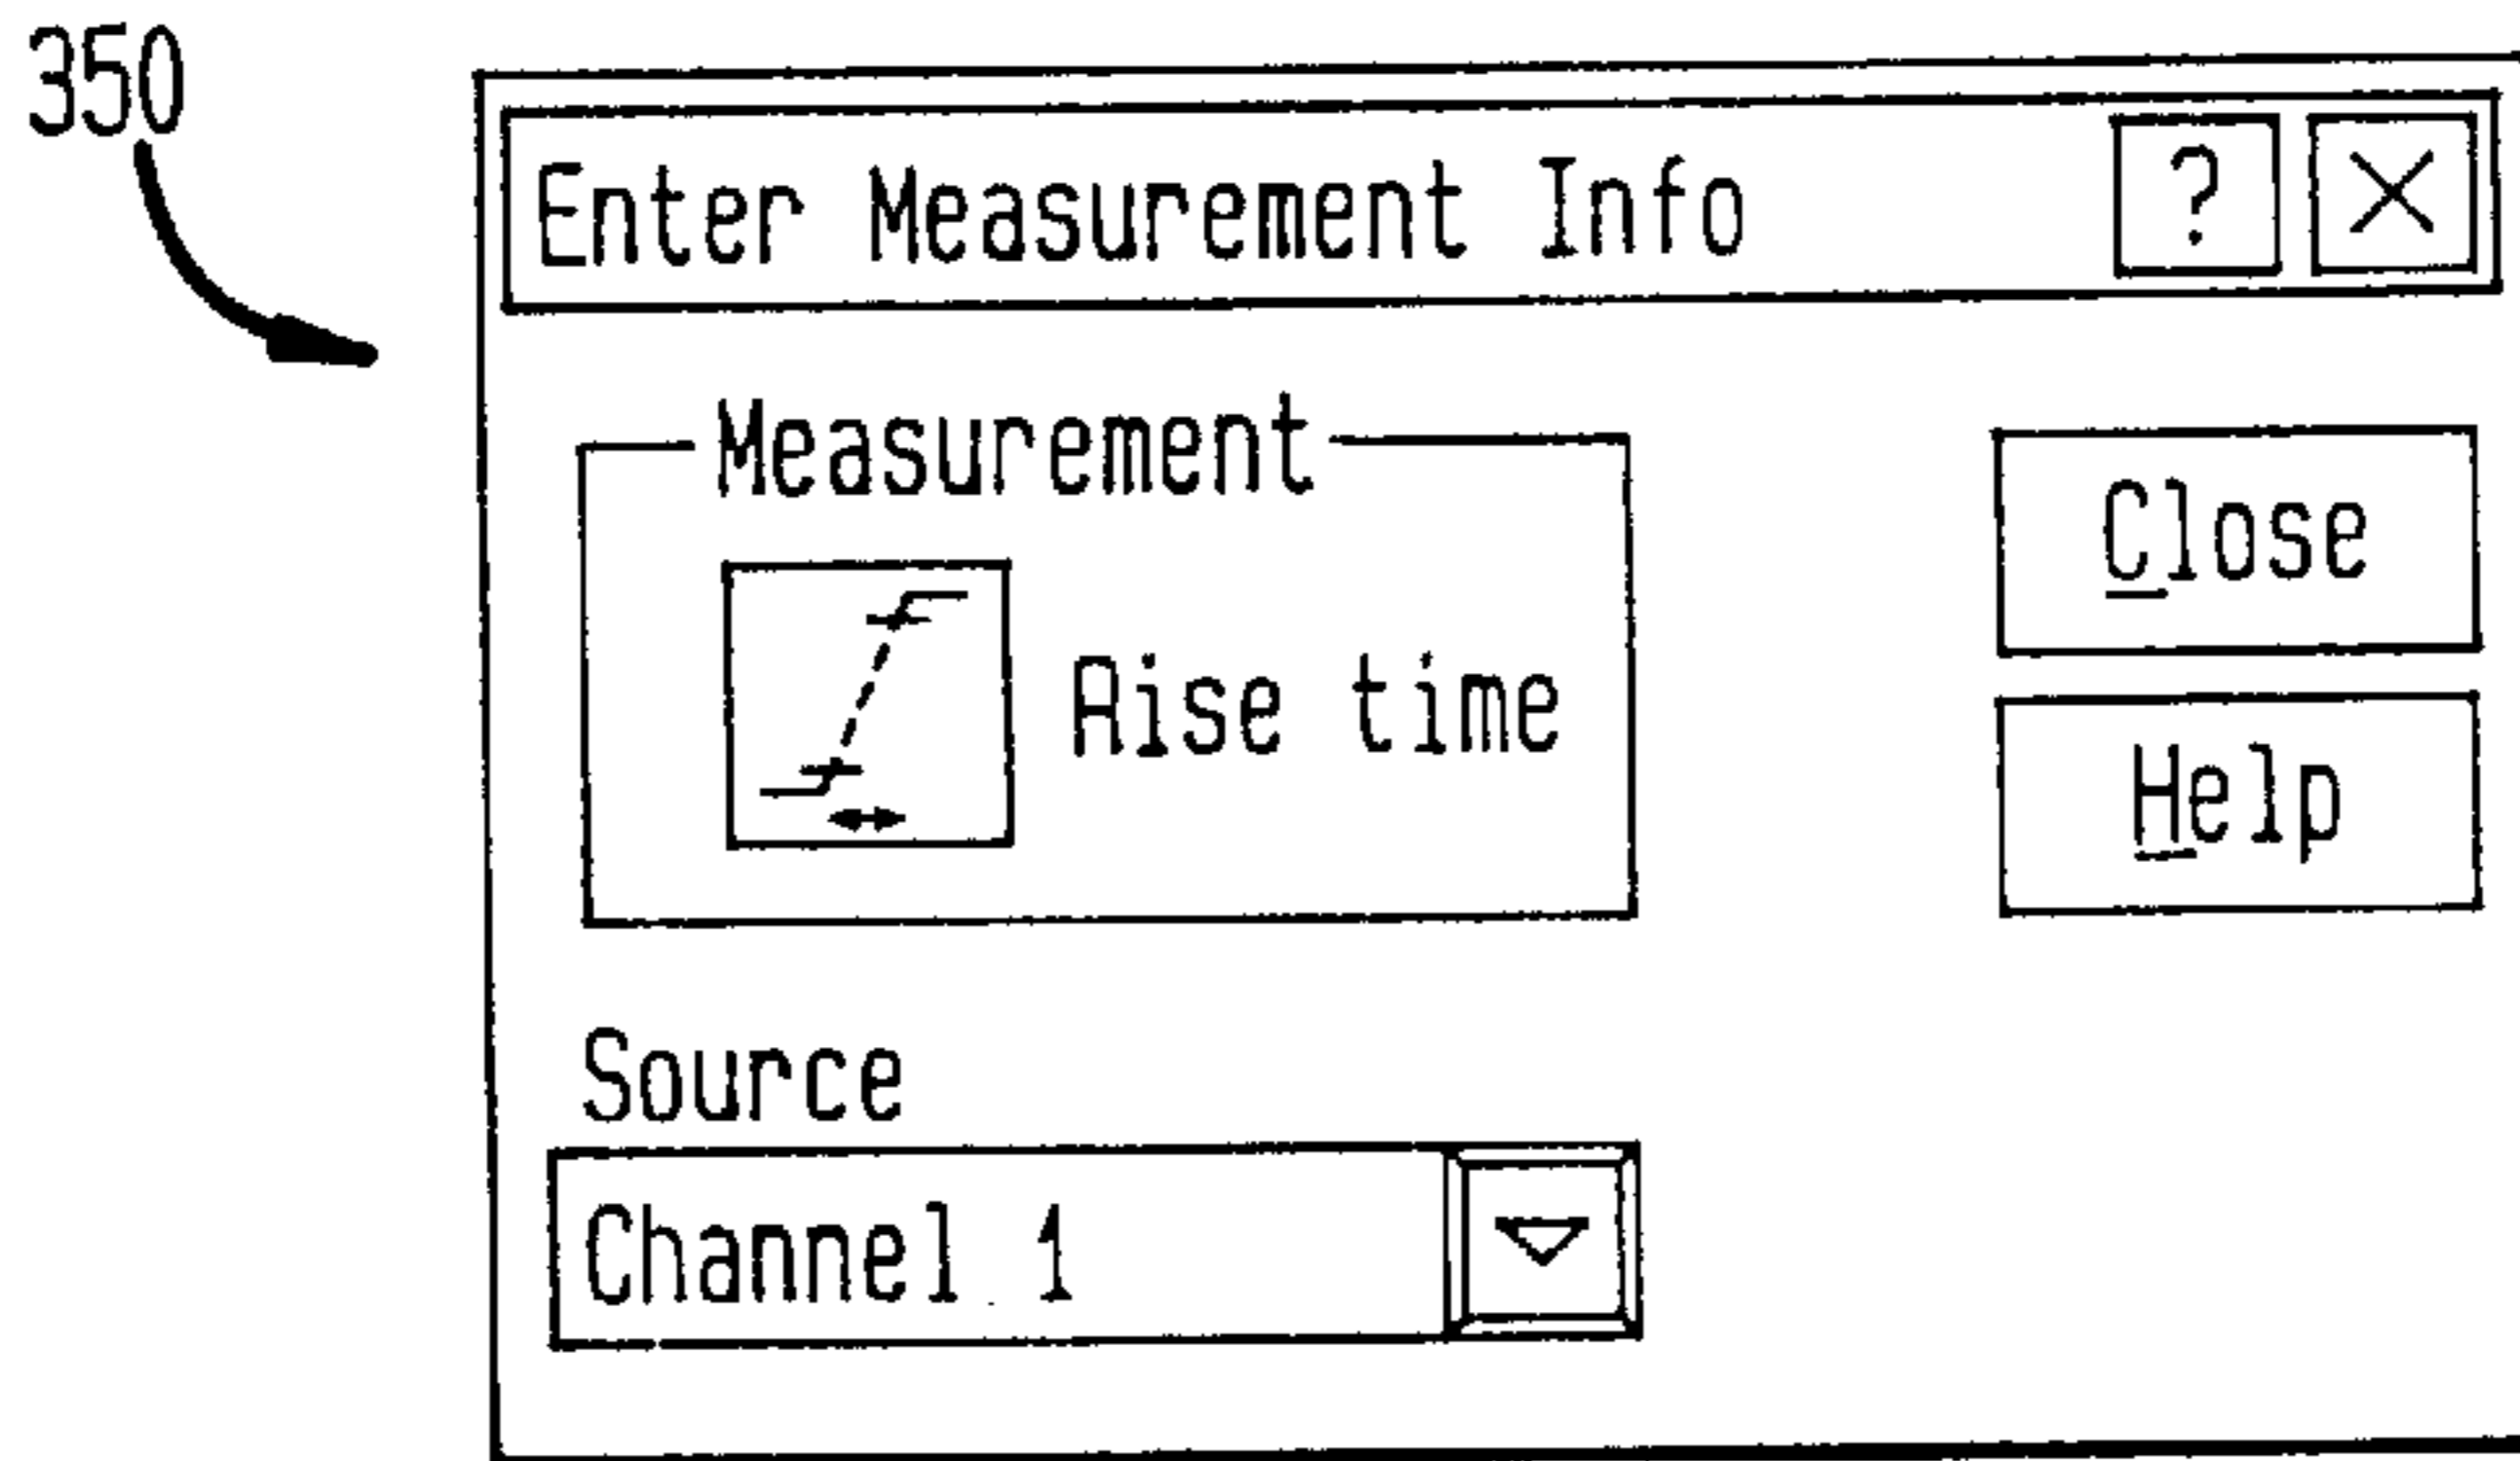 350
Enter Measurement Info ? X
Measurement
Rise time
Close
Help
Source
Channel 1